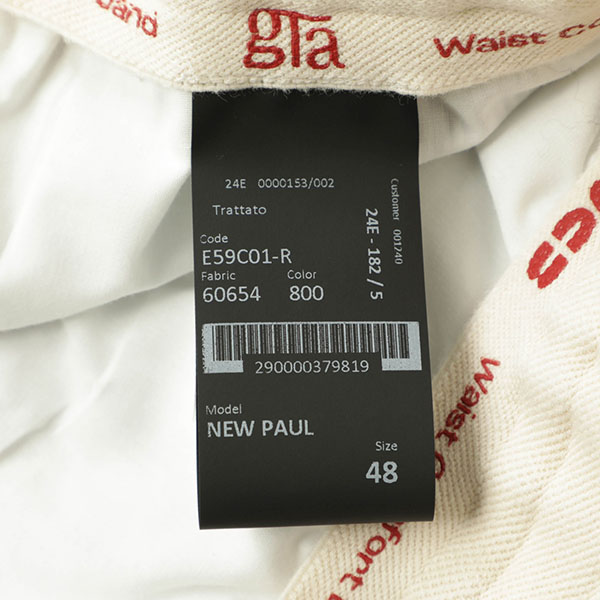 gTa
Waist
24E 0000153/002
Trattato
Customer 001240
24E - 182 / 5
Code
E59C01-R
Fabric Color
60654 800
290000379819
Model
NEW PAUL
Size
48
Waist